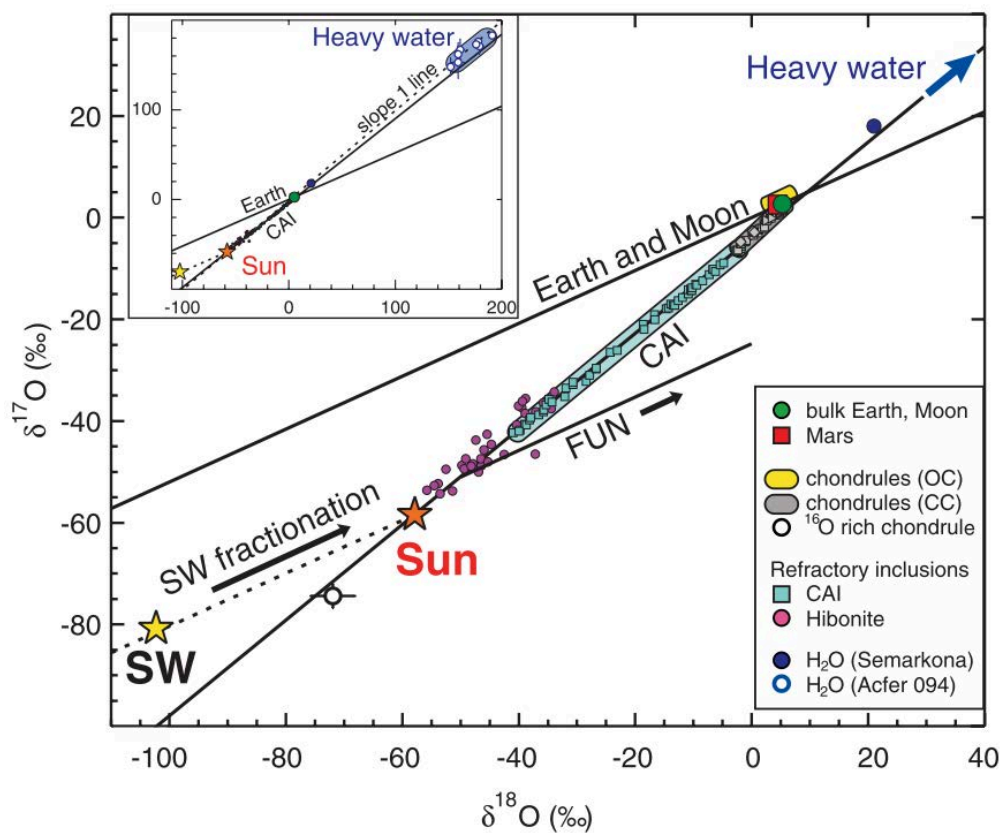 Heavy water
slope 1 line
100
0
Earth
CAI
Sun
-100
0
100
200
Heavy water
20
0
-20
-40
-60
-80
δ17O (‰)
Earth and Moon
CAI
FUN
SW fractionation
Sun
SW
bulk Earth, Moon
Mars
chondrules (OC)
chondrules (CC)
16O rich chondrule
Refractory inclusions
CAI
Hibonite
H2O (Semarkona)
H2O (Acfer 094)
-100
-80
-60
-40
-20
0
20
40
δ18O (‰)